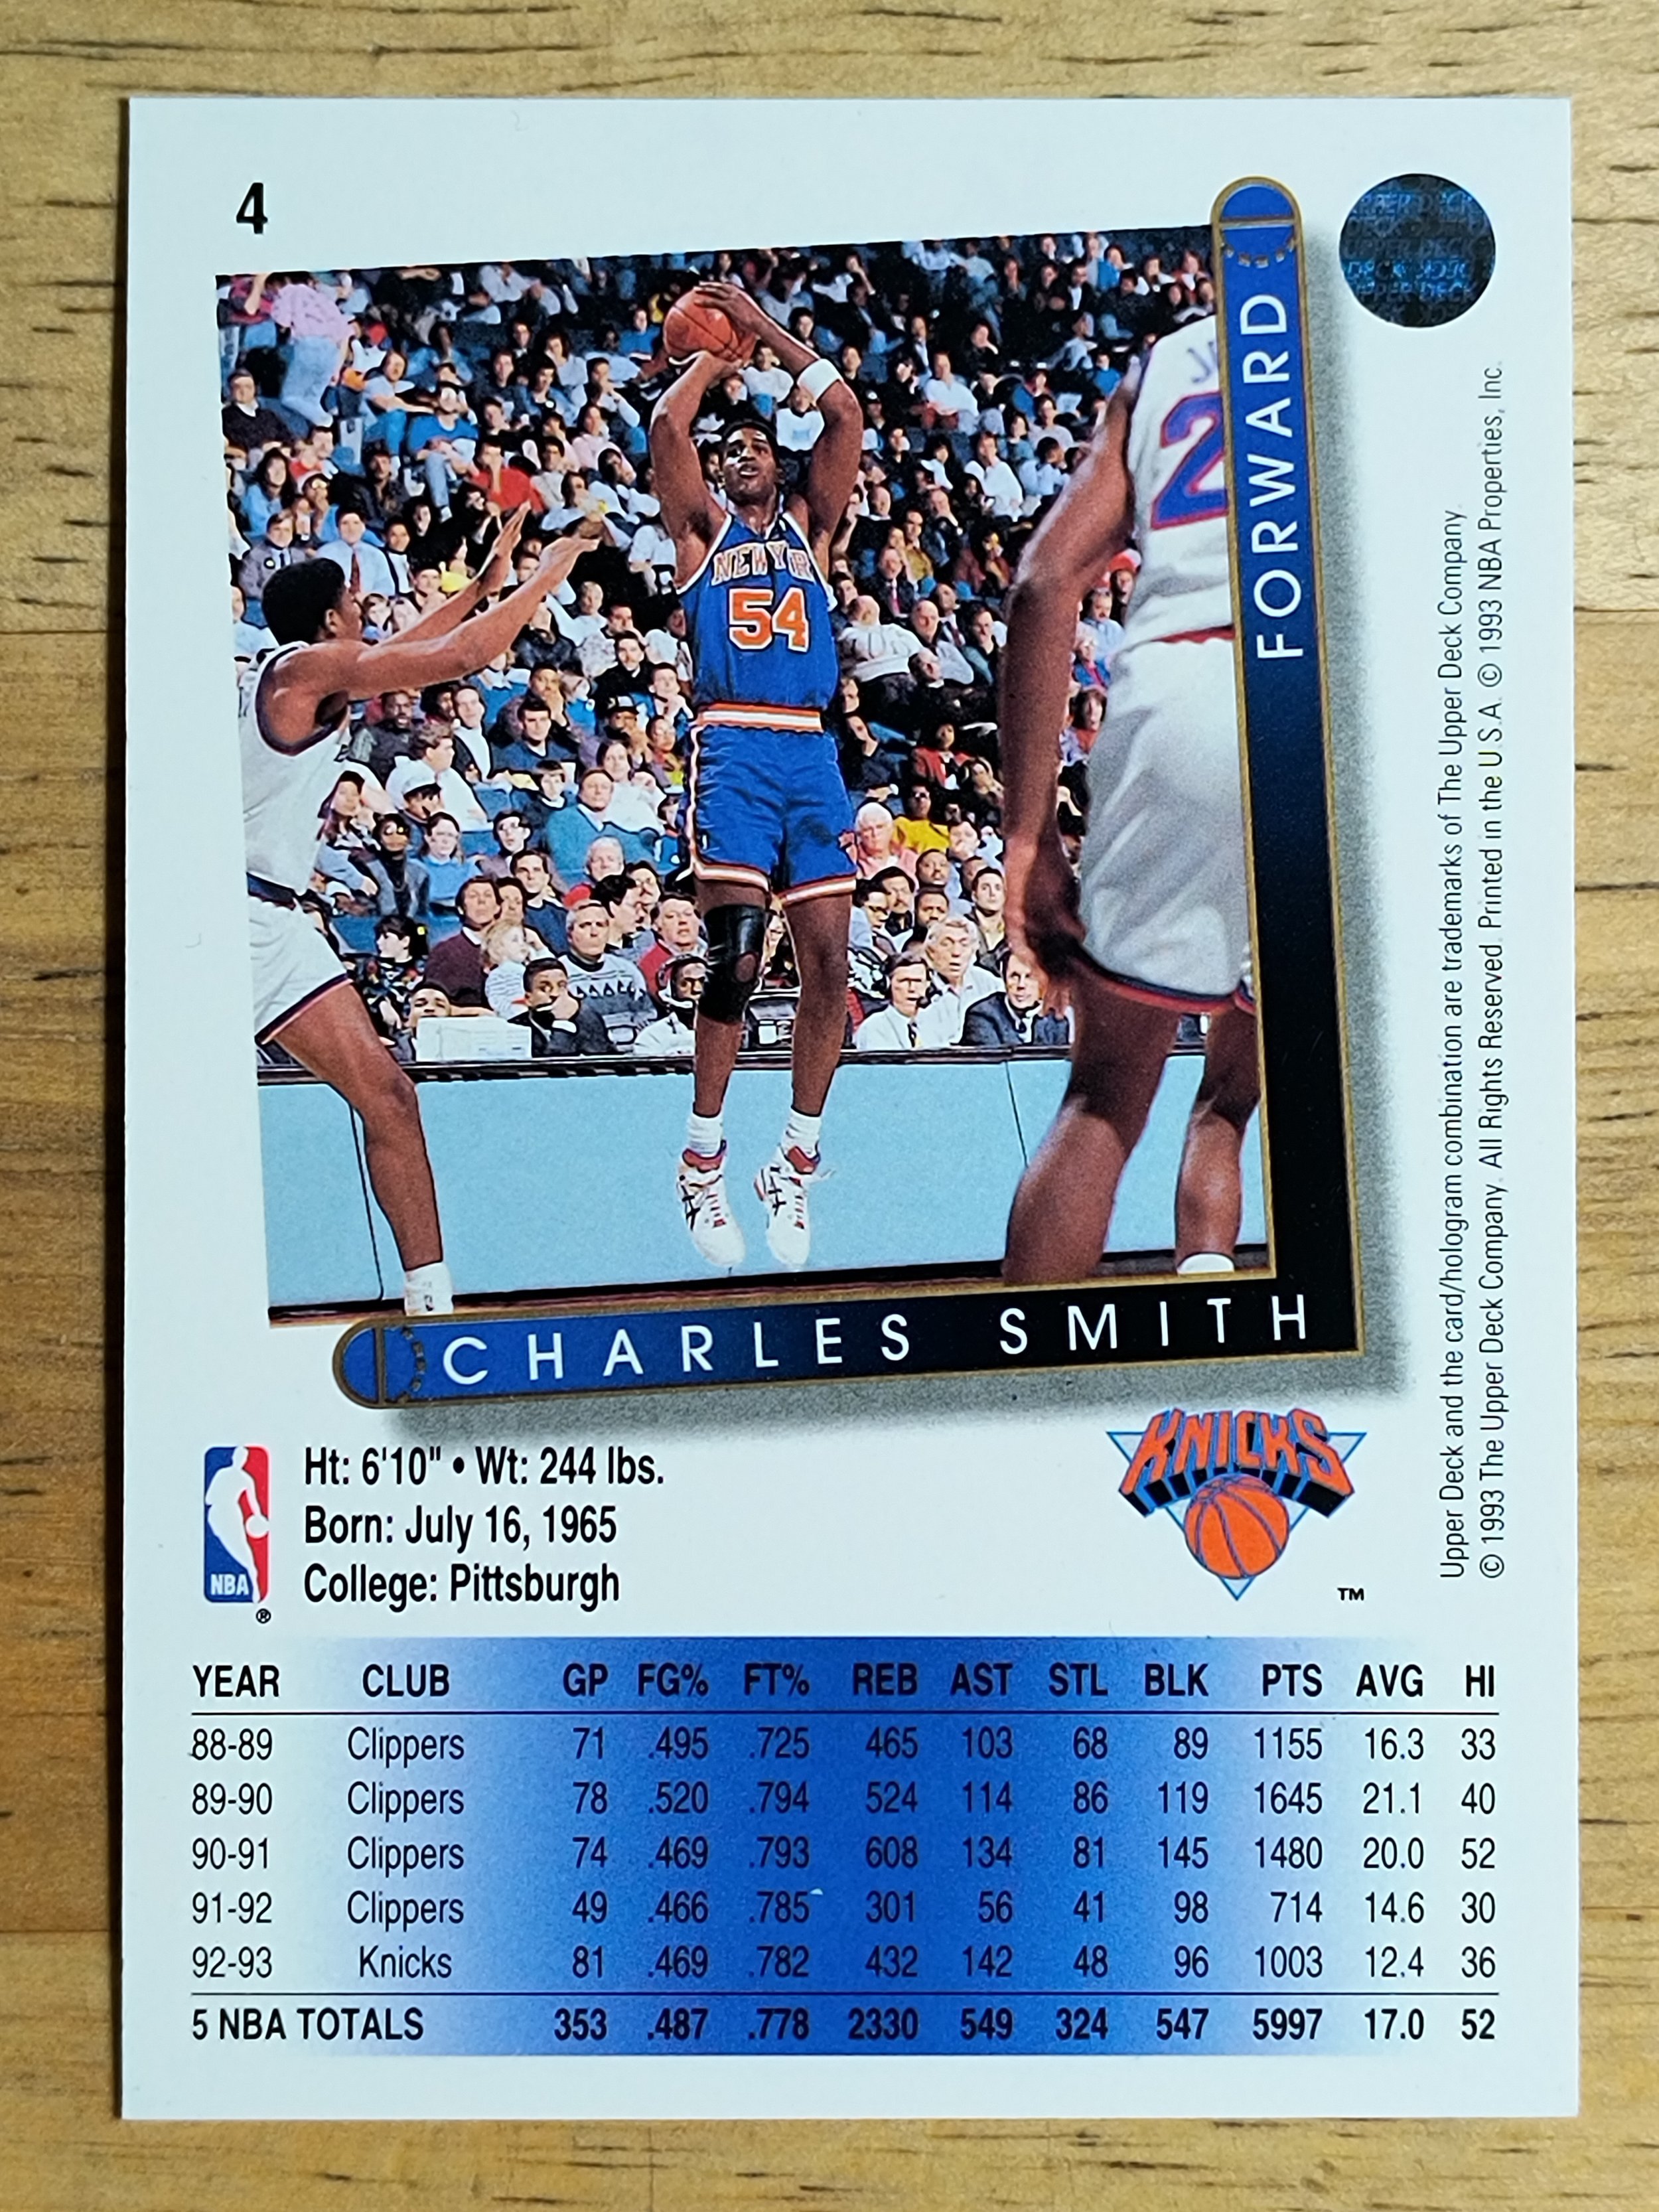 4
UPPER DECK
FORWARD
NEW YR
54
2
CHARLES SMITH
KNICKS
TM
NBA
®
Ht: 6'10" • Wt: 244 lbs.
Born: July 16, 1965
College: Pittsburgh
YEAR CLUB GP FG% FT% REB AST STL BLK PTS AVG HI
88-89 Clippers 71 .495 .725 465 103 68 89 1155 16.3 33
89-90 Clippers 78 .520 .794 524 114 86 119 1645 21.1 40
90-91 Clippers 74 .469 .793 608 134 81 145 1480 20.0 52
91-92 Clippers 49 .466 .785 301 56 41 98 714 14.6 30
92-93 Knicks 81 .469 .782 432 142 48 96 1003 12.4 36
5 NBA TOTALS 353 .487 .778 2330 549 324 547 5997 17.0 52
Upper Deck and the card/hologram combination are trademarks of The Upper Deck Company.
© 1993 The Upper Deck Company. All Rights Reserved. Printed in the U.S.A. © 1993 NBA Properties, Inc.